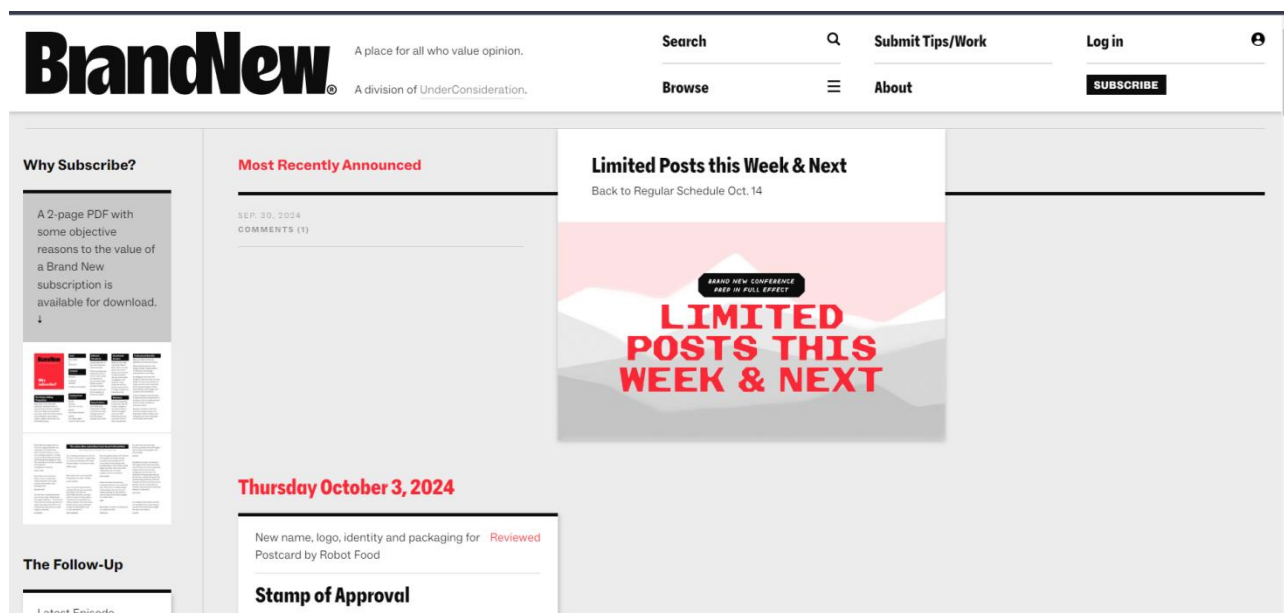 BrandNew®
A place for all who value opinion.
A division of UnderConsideration.
Search
Submit Tips/Work
Log in
Browse
About
SUBSCRIBE
Why Subscribe?
A 2-page PDF with
some objective
reasons to the value of
a Brand New
subscription is
available for download.
↓
BrandNew
Most Recently Announced
SEP. 30, 2024
COMMENTS (1)
Limited Posts this Week & Next
Back to Regular Schedule Oct. 14
BRAND NEW CONFERENCE
PREP IN FULL EFFECT
LIMITED
POSTS THIS
WEEK & NEXT
Thursday October 3, 2024
New name, logo, identity and packaging for
Postcard by Robot Food
Reviewed
Stamp of Approval
The Follow-Up
Latest Episode